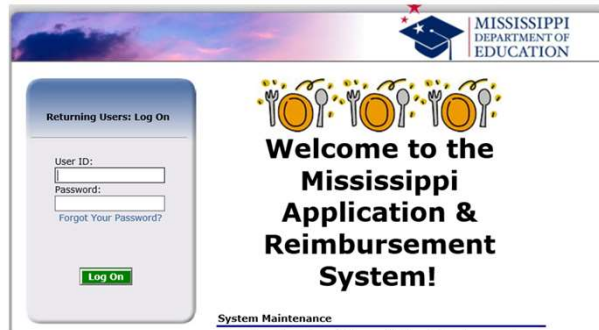 MISSISSIPPI
DEPARTMENT OF
EDUCATION
Returning Users: Log On
User ID:
Password:
Forgot Your Password?
Log On
Welcome to the
Mississippi
Application &
Reimbursement
System!
System Maintenance